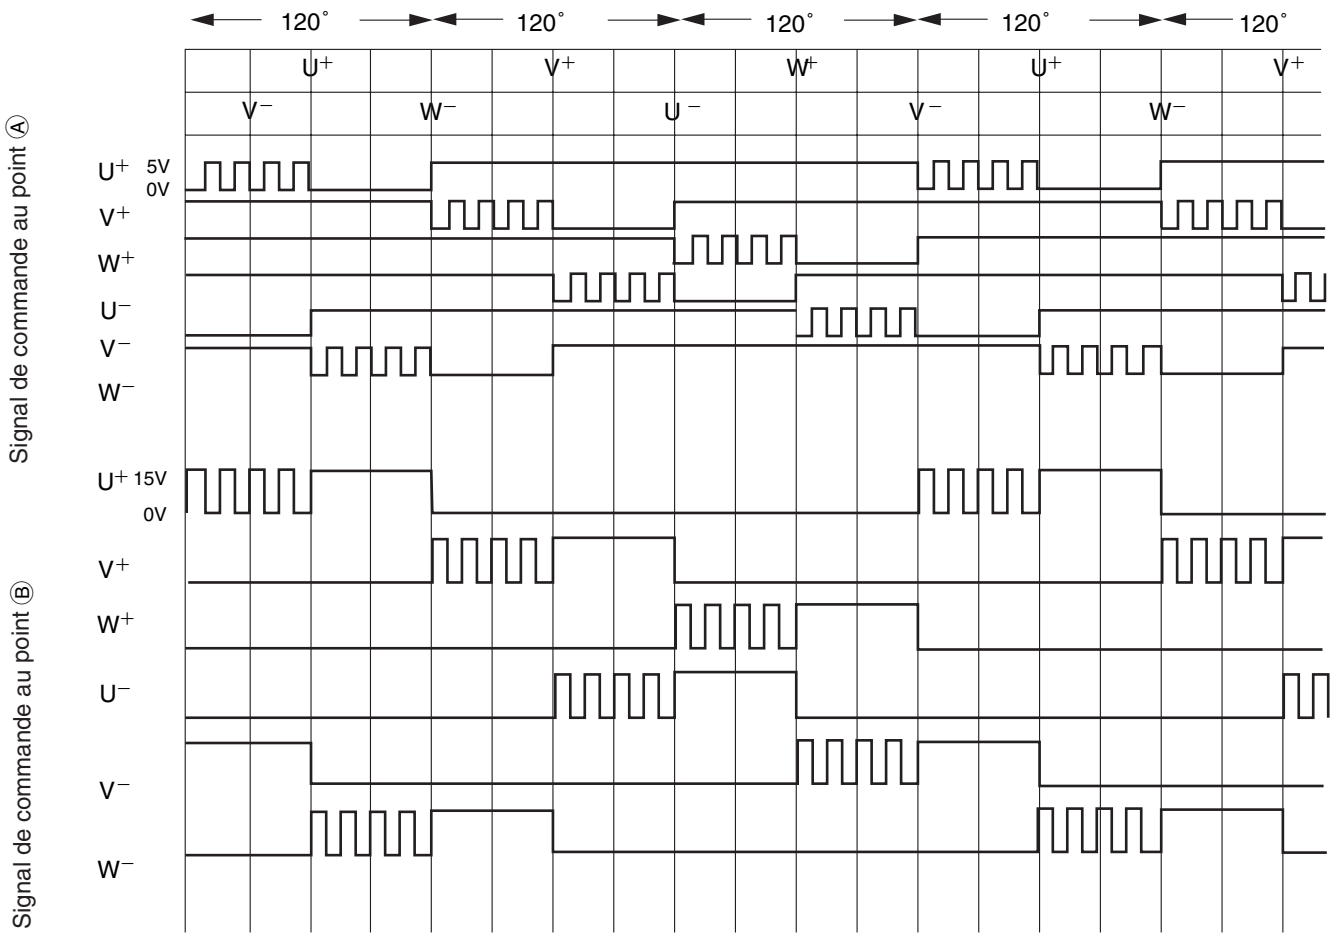 120° 120° 120° 120° 120°
U+ V+ W+ U+ V+
V− W− U− V− W−
Signal de commande au point Ⓐ
U+ 5V
0V
V+
W+
U−
V−
W−
Signal de commande au point Ⓑ
U+ 15V
0V
V+
W+
U−
V−
W−